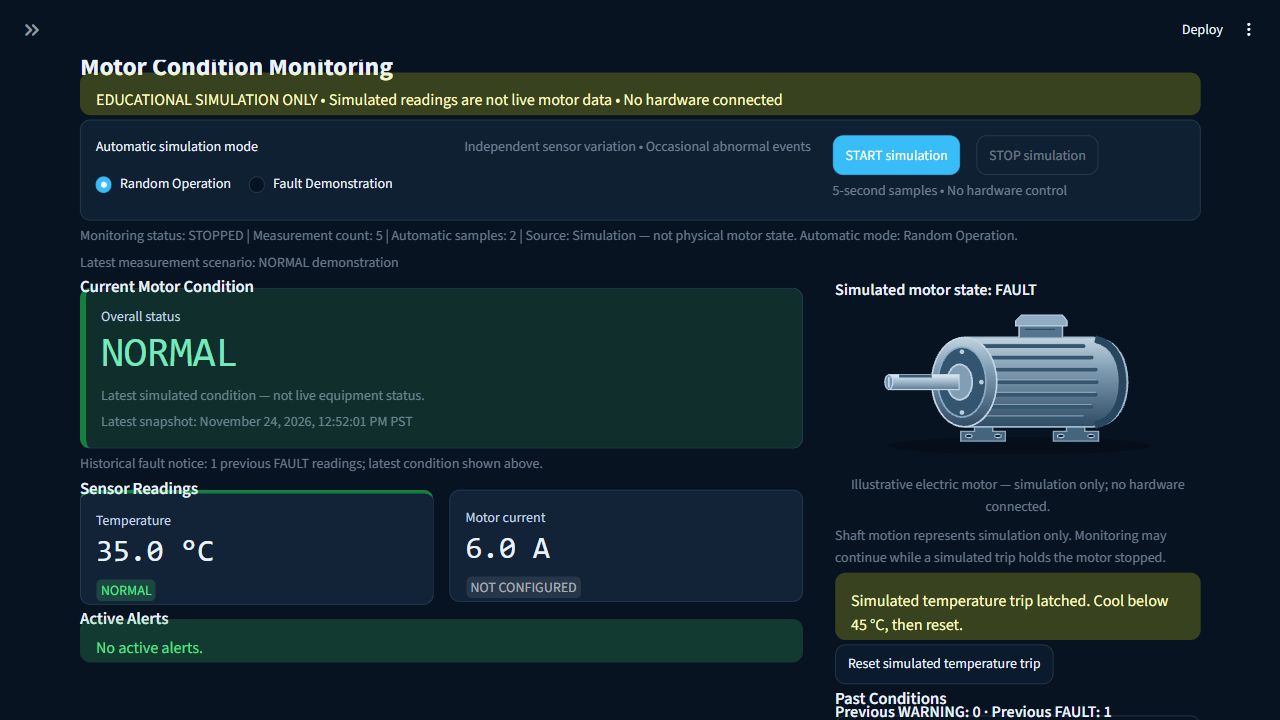 Deploy
Motor Condition Monitoring
EDUCATIONAL SIMULATION ONLY • Simulated readings are not live motor data • No hardware connected
Automatic simulation mode
Independent sensor variation • Occasional abnormal events
START simulation
STOP simulation
Random Operation
Fault Demonstration
5-second samples • No hardware control
Monitoring status: STOPPED | Measurement count: 5 | Automatic samples: 2 | Source: Simulation — not physical motor state. Automatic mode: Random Operation.
Latest measurement scenario: NORMAL demonstration
Current Motor Condition
Overall status
NORMAL
Latest simulated condition — not live equipment status.
Latest snapshot: November 24, 2026, 12:52:01 PM PST
Historical fault notice: 1 previous FAULT readings; latest condition shown above.
Sensor Readings
Temperature
35.0 °C
NORMAL
Motor current
6.0 A
NOT CONFIGURED
Active Alerts
No active alerts.
Simulated motor state: FAULT
Illustrative electric motor — simulation only; no hardware
connected.
Shaft motion represents simulation only. Monitoring may
continue while a simulated trip holds the motor stopped.
Simulated temperature trip latched. Cool below
45 °C, then reset.
Reset simulated temperature trip
Past Conditions
Previous WARNING: 0 · Previous FAULT: 1